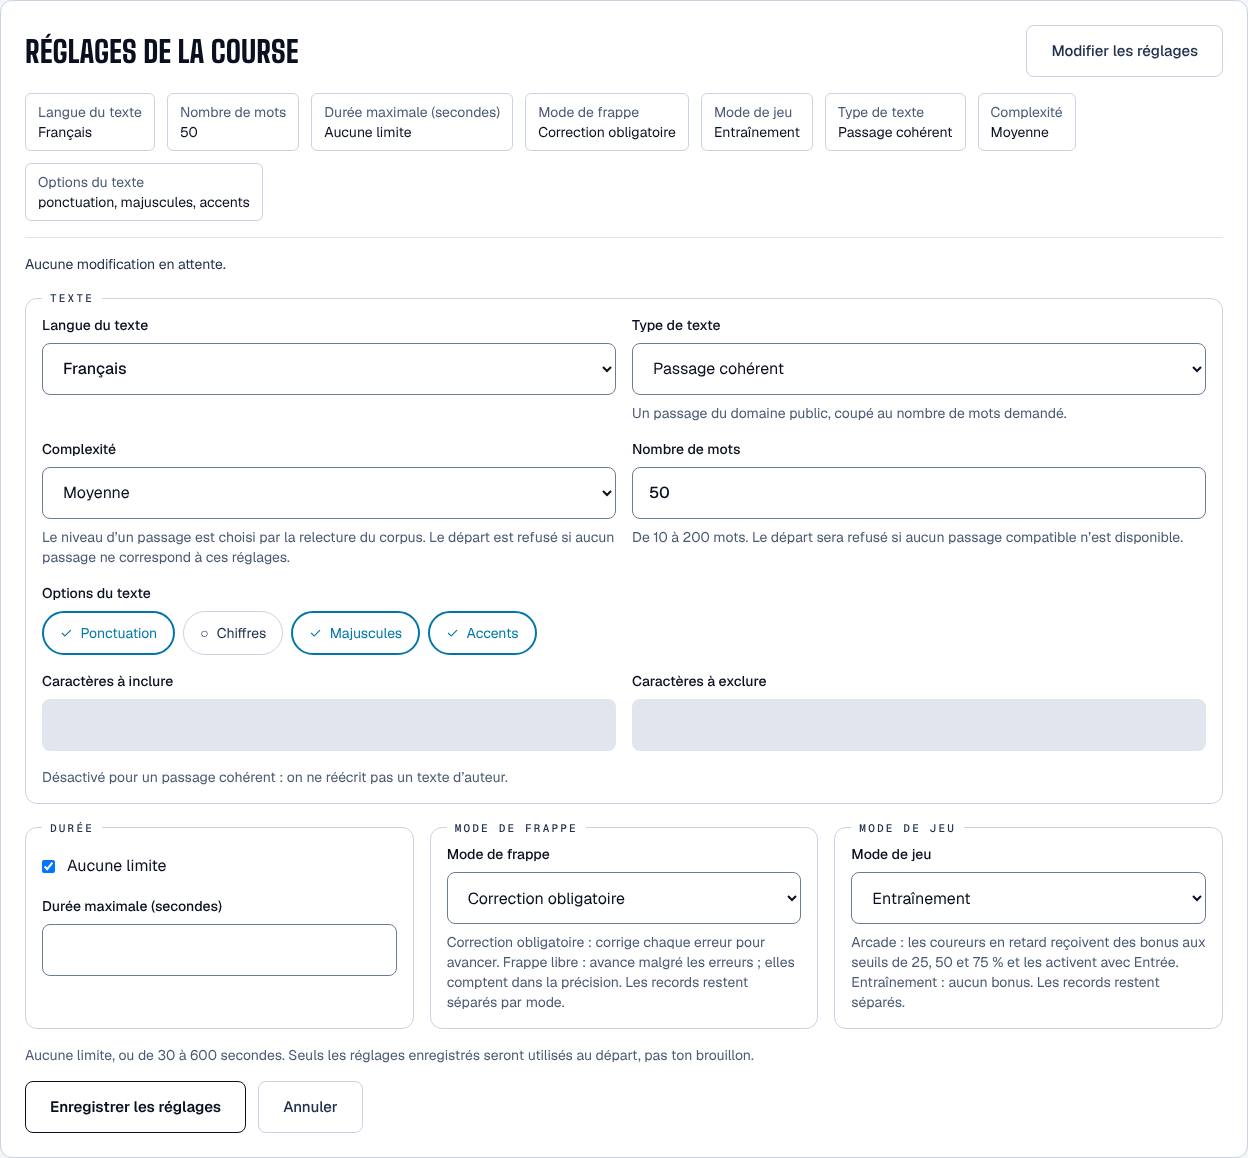 RÉGLAGES DE LA COURSE
Modifier les réglages
Langue du texte
Français
Nombre de mots
50
Durée maximale (secondes)
Aucune limite
Mode de frappe
Correction obligatoire
Mode de jeu
Entraînement
Type de texte
Passage cohérent
Complexité
Moyenne
Options du texte
ponctuation, majuscules, accents
Aucune modification en attente.
TEXTE
Langue du texte
Français
Type de texte
Passage cohérent
Un passage du domaine public, coupé au nombre de mots demandé.
Complexité
Moyenne
Le niveau d’un passage est choisi par la relecture du corpus. Le départ est refusé si aucun
passage ne correspond à ces réglages.
Nombre de mots
50
De 10 à 200 mots. Le départ sera refusé si aucun passage compatible n’est disponible.
Options du texte
✓ Ponctuation
○ Chiffres
✓ Majuscules
✓ Accents
Caractères à inclure
Caractères à exclure
Désactivé pour un passage cohérent : on ne réécrit pas un texte d’auteur.
DURÉE
Aucune limite
Durée maximale (secondes)
MODE DE FRAPPE
Mode de frappe
Correction obligatoire
Correction obligatoire : corrige chaque erreur pour
avancer. Frappe libre : avance malgré les erreurs ; elles
comptent dans la précision. Les records restent
séparés par mode.
MODE DE JEU
Mode de jeu
Entraînement
Arcade : les coureurs en retard reçoivent des bonus aux
seuils de 25, 50 et 75 % et les activent avec Entrée.
Entraînement : aucun bonus. Les records restent
séparés.
Aucune limite, ou de 30 à 600 secondes. Seuls les réglages enregistrés seront utilisés au départ, pas ton brouillon.
Enregistrer les réglages
Annuler